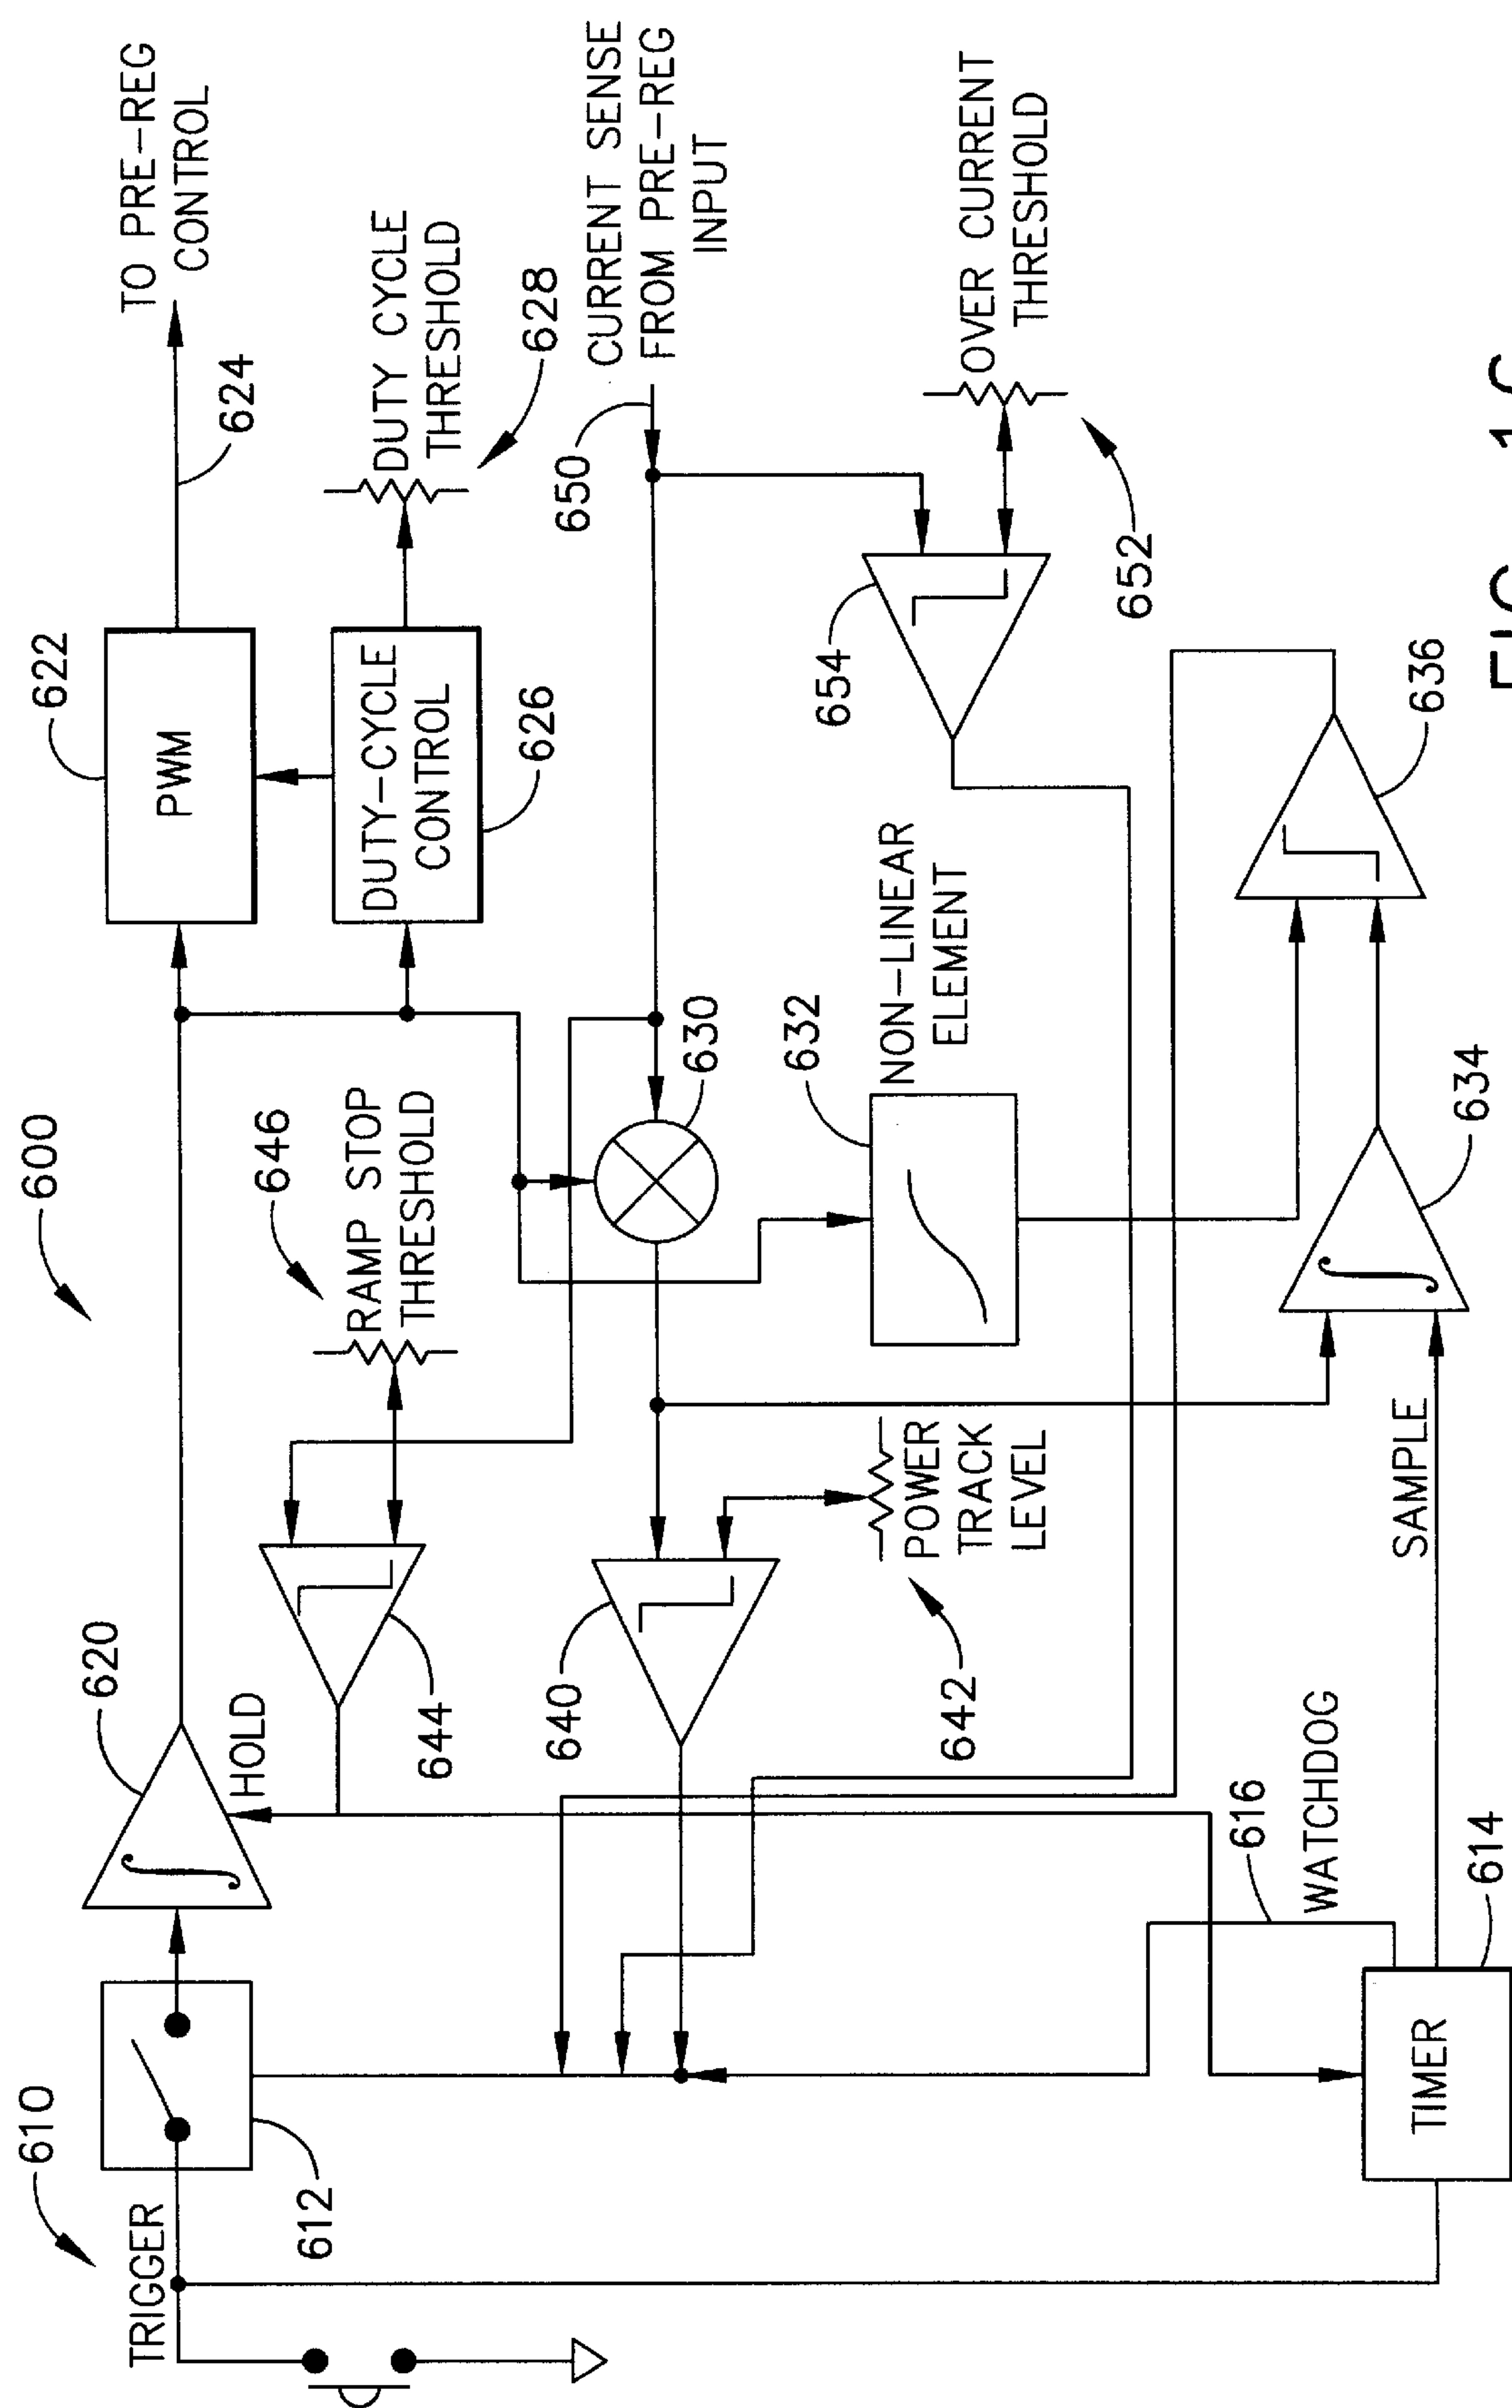 600
610
TRIGGER
612
620
HOLD
622
PWM
624
TO PRE-REG
CONTROL
626
DUTY-CYCLE
CONTROL
DUTY CYCLE
THRESHOLD
628
646
RAMP STOP
THRESHOLD
644
630
650
CURRENT SENSE
FROM PRE-REG
INPUT
640
642
POWER
TRACK
LEVEL
632
NON-LINEAR
ELEMENT
654
OVER CURRENT
THRESHOLD
652
616
WATCHDOG
614
TIMER
SAMPLE
634
636